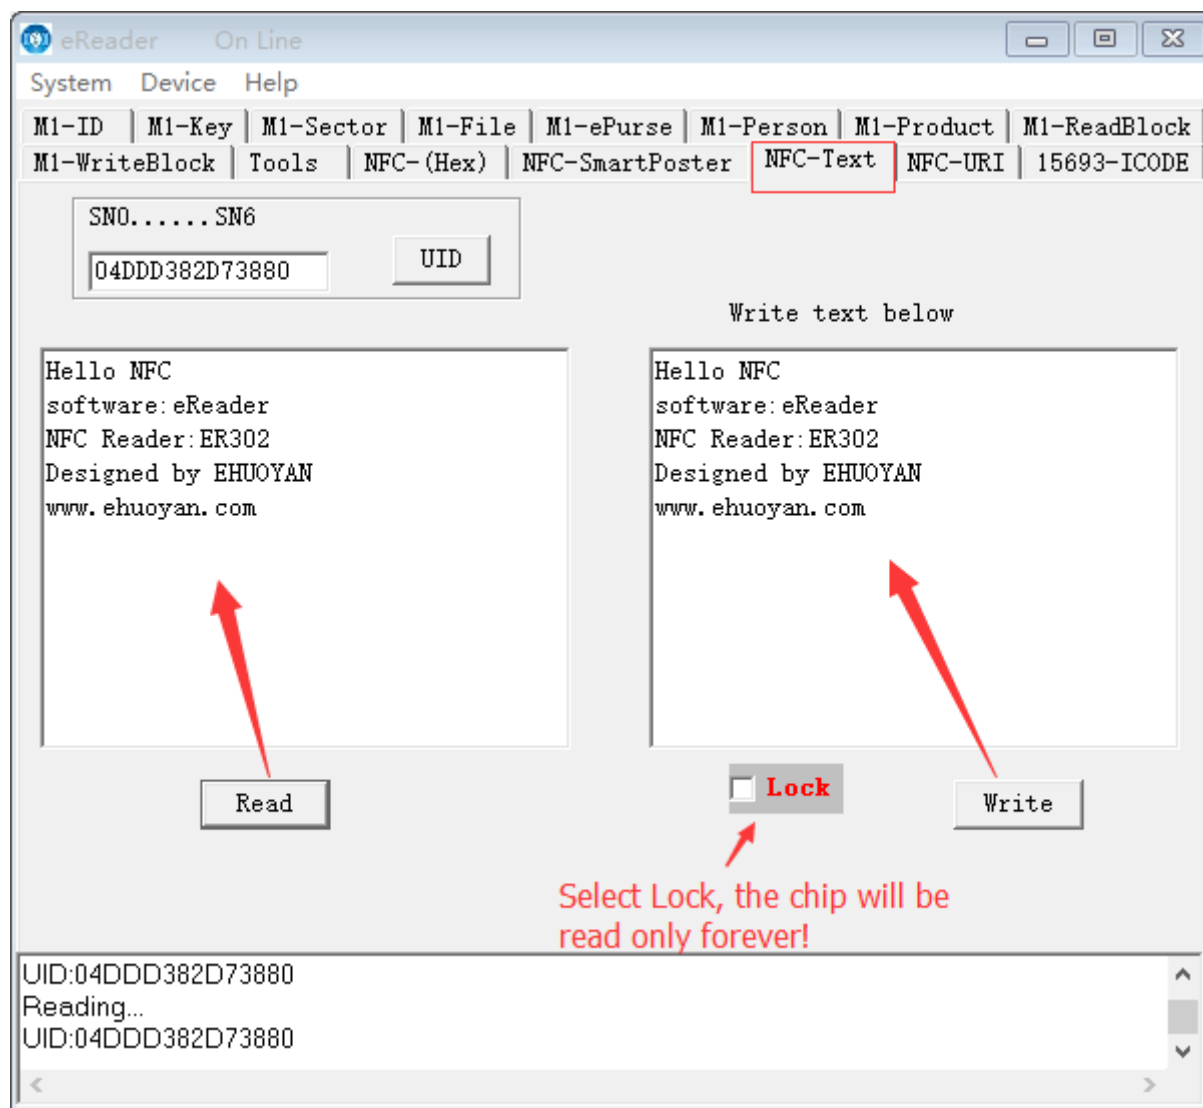 eReader On Line
System Device Help
M1-ID M1-Key M1-Sector M1-File M1-ePurse M1-Person M1-Product M1-ReadBlock
M1-WriteBlock Tools NFC-(Hex) NFC-SmartPoster NFC-Text NFC-URI 15693-ICODE
SN0......SN6
04DDD382D73880 UID
Write text below
Hello NFC
software:eReader
NFC Reader:ER302
Designed by EHUOYAN
www.ehuoyan.com
Hello NFC
software:eReader
NFC Reader:ER302
Designed by EHUOYAN
www.ehuoyan.com
Read Lock Write
Select Lock, the chip will be
read only forever!
UID:04DDD382D73880
Reading...
UID:04DDD382D73880